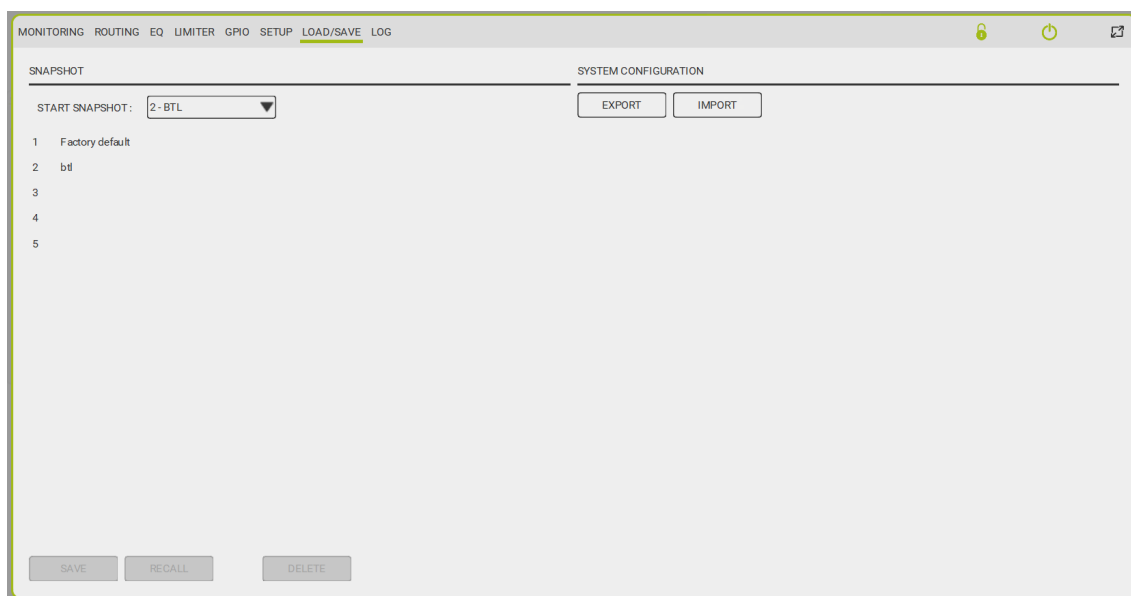 MONITORING ROUTING EQ LIMITER GPIO SETUP LOAD/SAVE LOG
SNAPSHOT
START SNAPSHOT: 2 - BTL
1 Factory default
2 btl
3
4
5
SAVE RECALL DELETE
SYSTEM CONFIGURATION
EXPORT IMPORT